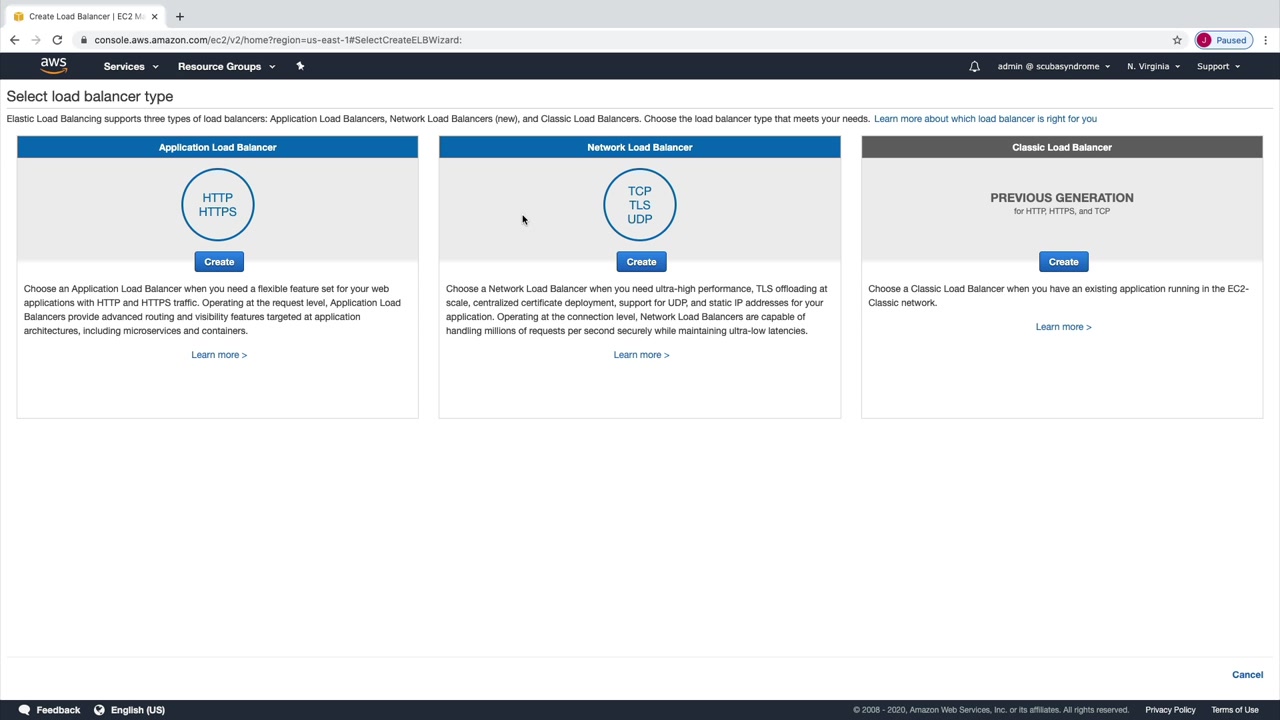 Create Load Balancer | EC2 Ma
console.aws.amazon.com/ec2/v2/home?region=us-east-1#SelectCreateELBWizard:
J Paused
aws Services Resource Groups admin @ scubasyndrome N. Virginia Support
Select load balancer type
Elastic Load Balancing supports three types of load balancers: Application Load Balancers, Network Load Balancers (new), and Classic Load Balancers. Choose the load balancer type that meets your needs. Learn more about which load balancer is right for you
Application Load Balancer
HTTP
HTTPS
Create
Choose an Application Load Balancer when you need a flexible feature set for your web
applications with HTTP and HTTPS traffic. Operating at the request level, Application Load
Balancers provide advanced routing and visibility features targeted at application
architectures, including microservices and containers.
Learn more >
Network Load Balancer
TCP
TLS
UDP
Create
Choose a Network Load Balancer when you need ultra-high performance, TLS offloading at
scale, centralized certificate deployment, support for UDP, and static IP addresses for your
application. Operating at the connection level, Network Load Balancers are capable of
handling millions of requests per second securely while maintaining ultra-low latencies.
Learn more >
Classic Load Balancer
PREVIOUS GENERATION
for HTTP, HTTPS, and TCP
Create
Choose a Classic Load Balancer when you have an existing application running in the EC2-
Classic network.
Learn more >
Cancel
Feedback English (US) © 2008 - 2020, Amazon Web Services, Inc. or its affiliates. All rights reserved. Privacy Policy Terms of Use